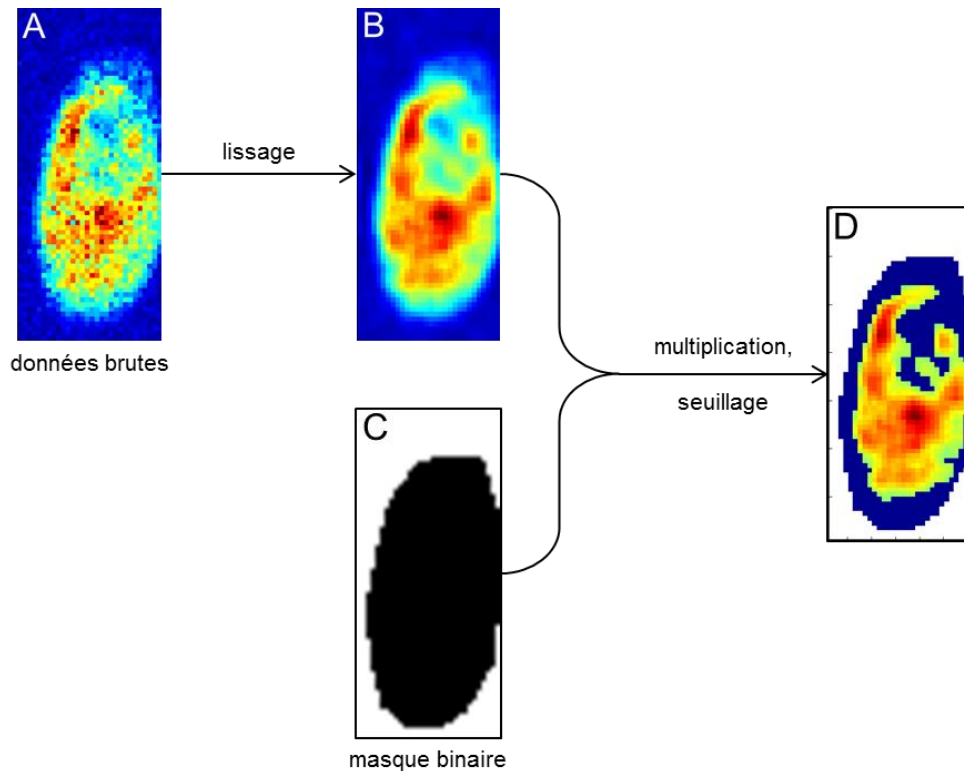 A
B
lissage
données brutes
D
multiplication,
seuillage
C
masque binaire